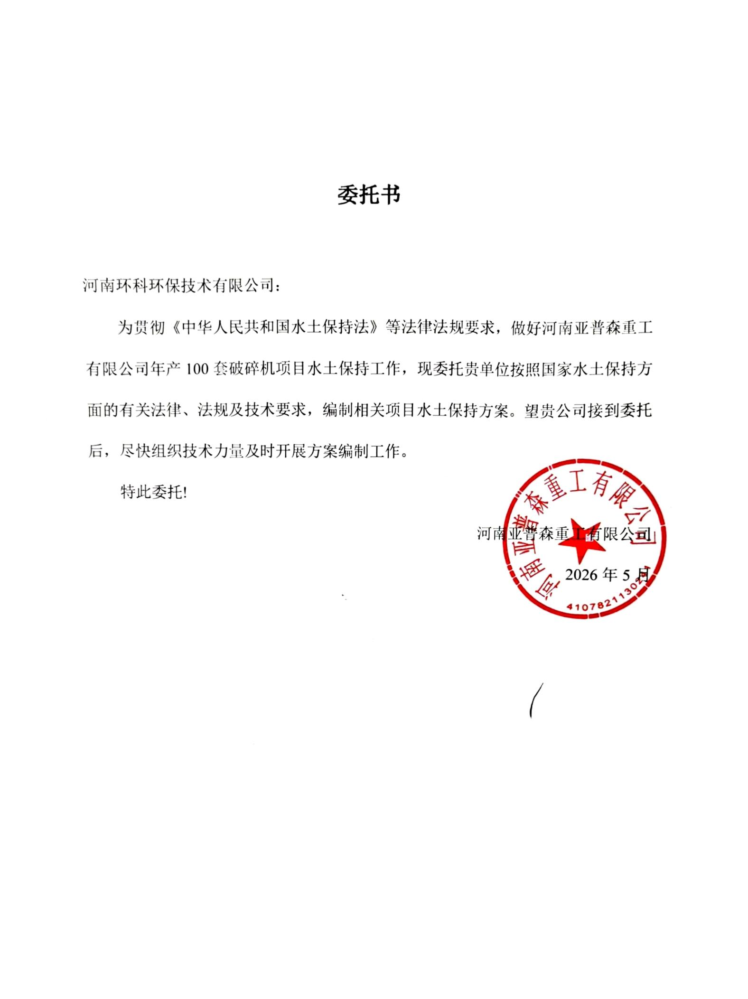 委托书
河南环科环保技术有限公司：
为贯彻《中华人民共和国水土保持法》等法律法规要求，做好河南亚普森重工
有限公司年产 100 套破碎机项目水土保持工作，现委托贵单位按照国家水土保持方
面的有关法律、法规及技术要求，编制相关项目水土保持方案。望贵公司接到委托
后，尽快组织技术力量及时开展方案编制工作。
特此委托!
河南亚普森重工有限公司
2026 年 5 月
河南亚普森重工有限公司